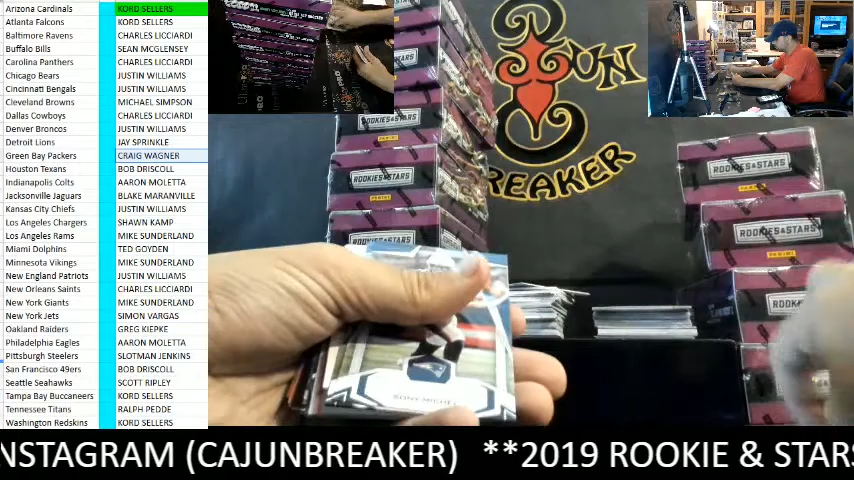 Arizona Cardinals KORD SELLERS
Atlanta Falcons KORD SELLERS
Baltimore Ravens CHARLES LICCIARDI
Buffalo Bills SEAN MCGLENSEY
Carolina Panthers CHARLES LICCIARDI
Chicago Bears JUSTIN WILLIAMS
Cincinnati Bengals JUSTIN WILLIAMS
Cleveland Browns MICHAEL SIMPSON
Dallas Cowboys CHARLES LICCIARDI
Denver Broncos JUSTIN WILLIAMS
Detroit Lions JAY SPRINKLE
Green Bay Packers CRAIG WAGNER
Houston Texans BOB DRISCOLL
Indianapolis Colts AARON MOLETTA
Jacksonville Jaguars BLAKE MARANVILLE
Kansas City Chiefs JUSTIN WILLIAMS
Los Angeles Chargers SHAWN KAMP
Los Angeles Rams MIKE SUNDERLAND
Miami Dolphins TED GOYDEN
Minnesota Vikings MIKE SUNDERLAND
New England Patriots JUSTIN WILLIAMS
New Orleans Saints CHARLES LICCIARDI
New York Giants MIKE SUNDERLAND
New York Jets SIMON VARGAS
Oakland Raiders GREG KIEPKE
Philadelphia Eagles AARON MOLETTA
Pittsburgh Steelers SLOTMAN JENKINS
San Francisco 49ers BOB DRISCOLL
Seattle Seahawks SCOTT RIPLEY
Tampa Bay Buccaneers KORD SELLERS
Tennessee Titans RALPH PEDDE
Washington Redskins KORD SELLERS
JUN
REAKER
ROOKIES & STARS
PANINI
ROOKIES & STARS
ROOKIES & STARS
ROOKIES & STARS
ROOKIES & STARS
SONY MICHEL
NSTAGRAM (CAJUNBREAKER) **2019 ROOKIE & STARS